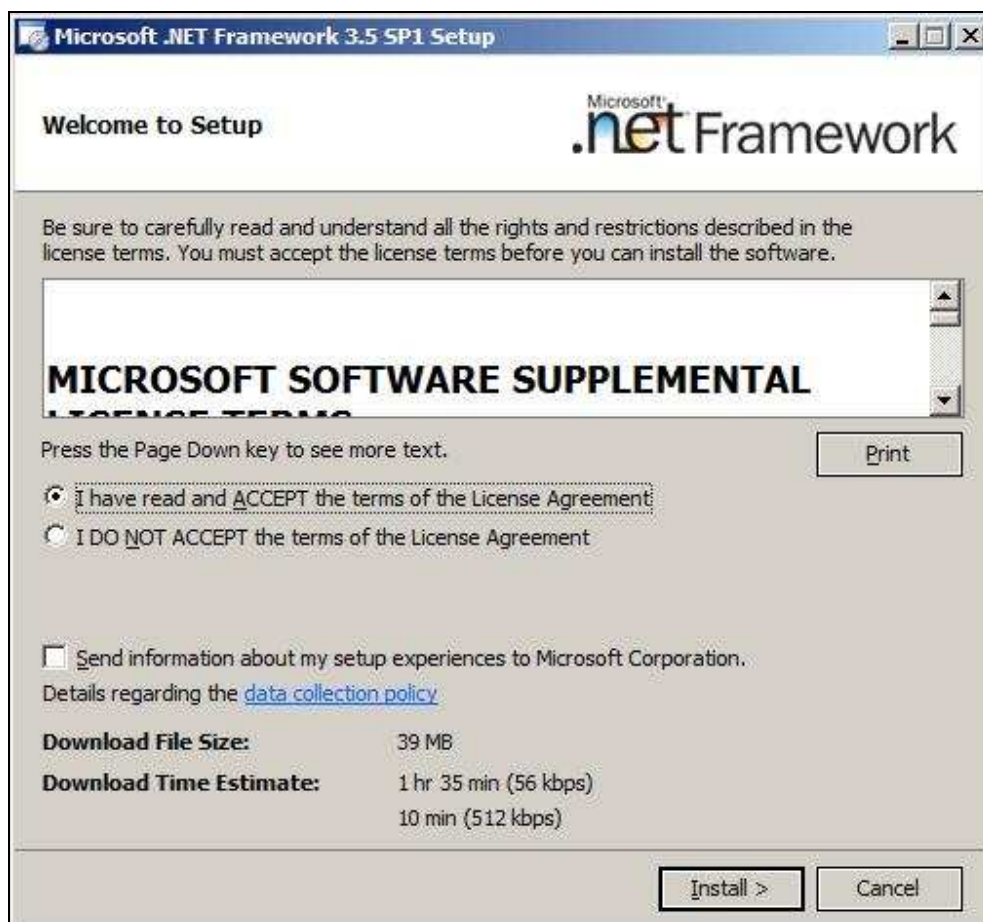 Microsoft .NET Framework 3.5 SP1 Setup
Welcome to Setup
Microsoft
.net Framework
Be sure to carefully read and understand all the rights and restrictions described in the
license terms. You must accept the license terms before you can install the software.
MICROSOFT SOFTWARE SUPPLEMENTAL
LICENSE TERMS
Press the Page Down key to see more text.
Print
I have read and ACCEPT the terms of the License Agreement
I DO NOT ACCEPT the terms of the License Agreement
Send information about my setup experiences to Microsoft Corporation.
Details regarding the data collection policy
Download File Size: 39 MB
Download Time Estimate: 1 hr 35 min (56 kbps)
10 min (512 kbps)
Install > Cancel